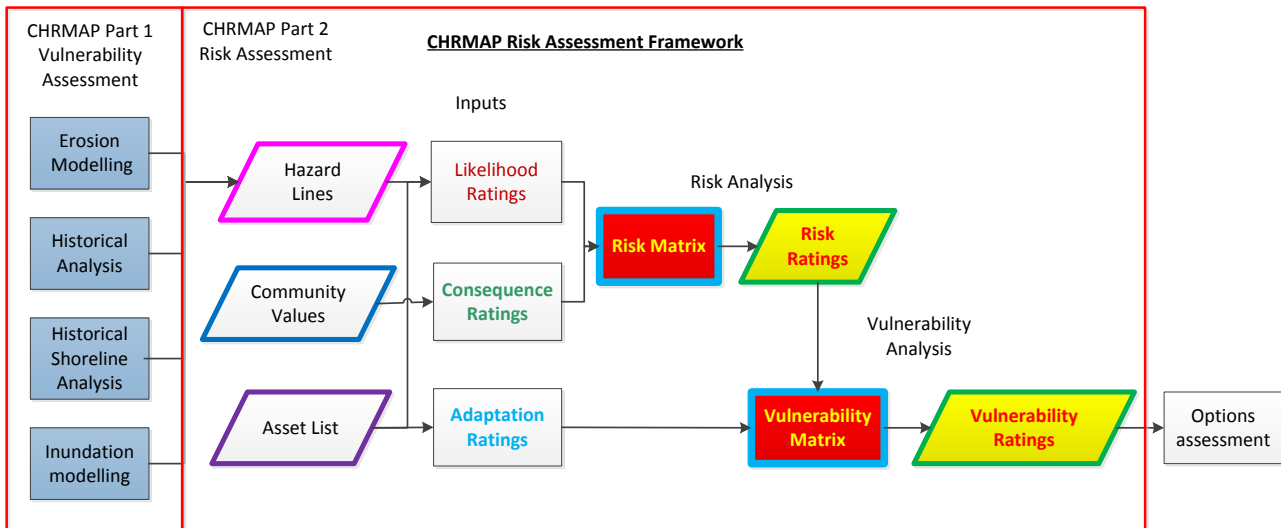 CHRMAP Part 1
Vulnerability
Assessment
CHRMAP Part 2
Risk Assessment
CHRMAP Risk Assessment Framework
Inputs
Erosion
Modelling
Historical
Analysis
Historical
Shoreline
Analysis
Inundation
modelling
Hazard
Lines
Community
Values
Asset List
Likelihood
Ratings
Consequence
Ratings
Adaptation
Ratings
Risk Analysis
Risk Matrix
Risk
Ratings
Vulnerability
Analysis
Vulnerability
Matrix
Vulnerability
Ratings
Options
assessment